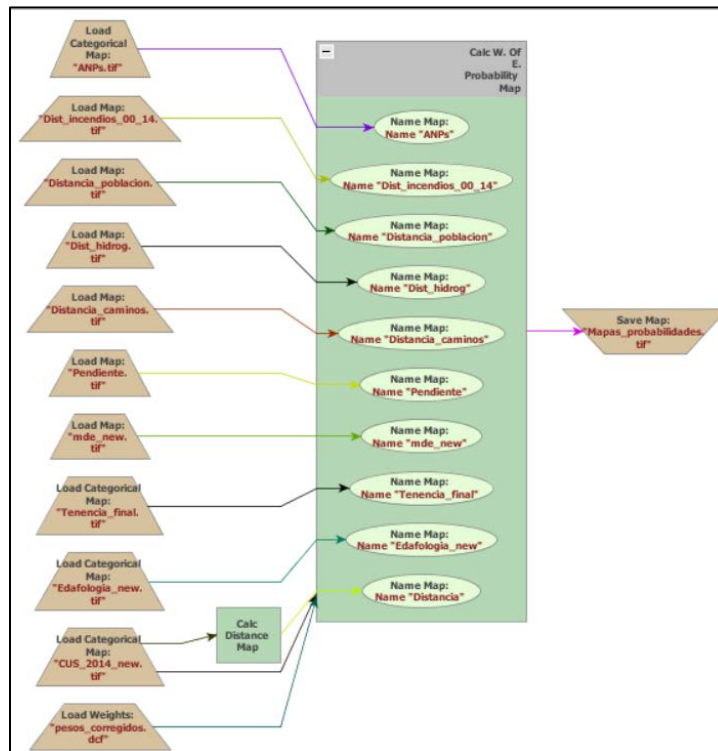 Load
Categorical
Map:
"ANPs.tif"
Load Map:
"Dist_incendios_00_14.
tif"
Load Map:
"Distancia_poblacion.
tif"
Load Map:
"Dist_hidrog.
tif"
Load Map:
"Distancia_caminos.
tif"
Load Map:
"Pendiente.
tif"
Load Map:
"mde_new.
tif"
Load Categorical
Map:
"Tenencia_final.
tif"
Load Categorical
Map:
"Edafologia_new.
tif"
Load Categorical
Map:
"CUS_2014_new.
tif"
Load Weights:
"pesos_corregidos.
dcf"
Calc
Distance
Map
Calc W. Of
E.
Probability
Map
Name Map:
Name "ANPs"
Name Map:
Name "Dist_incendios_00_14"
Name Map:
Name "Distancia_poblacion"
Name Map:
Name "Dist_hidrog"
Name Map:
Name "Distancia_caminos"
Name Map:
Name "Pendiente"
Name Map:
Name "mde_new"
Name Map:
Name "Tenencia_final"
Name Map:
Name "Edafologia_new"
Name Map:
Name "Distancia"
Save Map:
"Mapas_probabilidades.
tif"